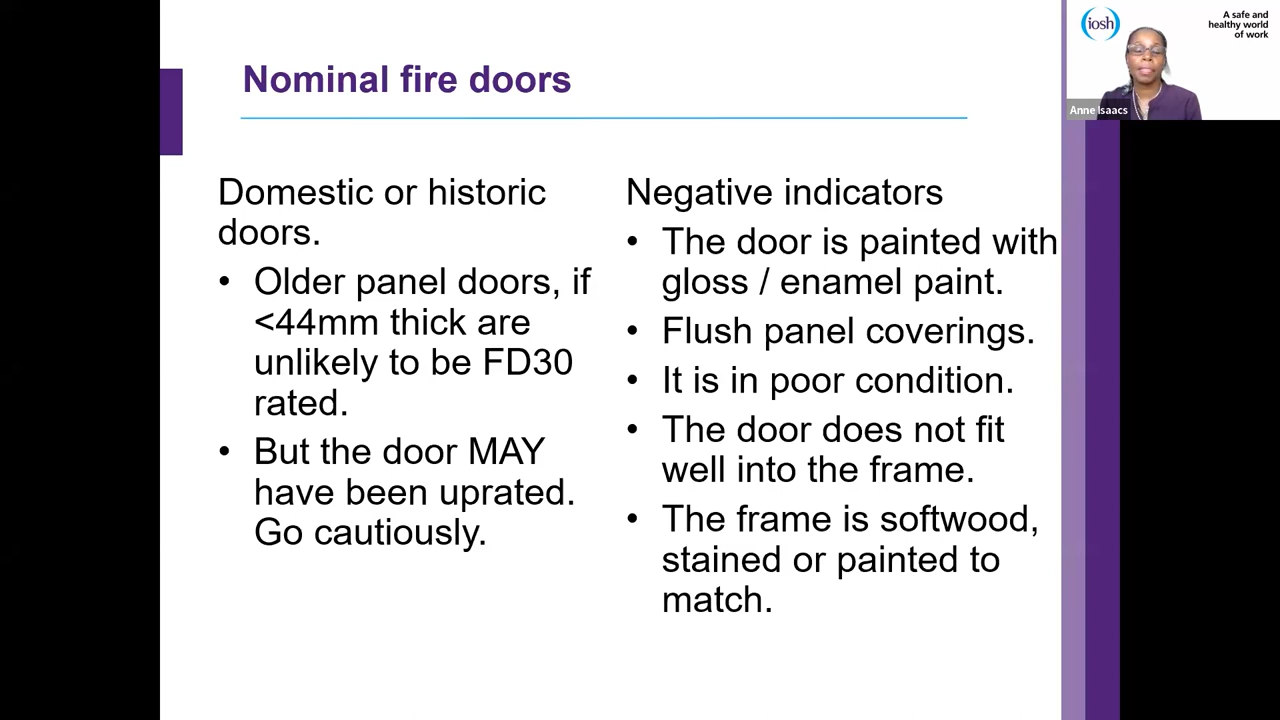 Nominal fire doors
Domestic or historic
doors.
• Older panel doors, if
<44mm thick are
unlikely to be FD30
rated.
• But the door MAY
have been uprated.
Go cautiously.
Negative indicators
• The door is painted with
gloss / enamel paint.
• Flush panel coverings.
• It is in poor condition.
• The door does not fit
well into the frame.
• The frame is softwood,
stained or painted to
match.
iosh
A safe and
healthy world
of work
Anne Isaacs